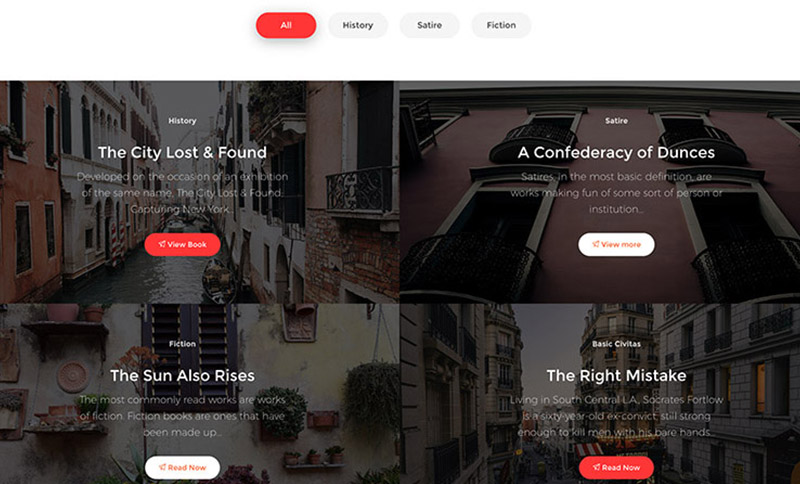 All
History
Satire
Fiction
History
The City Lost & Found
Developed on the occasion of an exhibition
of the same name, The City Lost & Found:
Capturing New York...
View Book
Satire
A Confederacy of Dunces
Satires, in the most basic definition, are
works making fun of some sort of person or
institution...
View more
Fiction
The Sun Also Rises
The most commonly read works are works
of fiction. Fiction books are ones that have
been made up...
Read Now
Basic Civitas
The Right Mistake
Living in South Central L.A., Socrates Fortlow
is a sixty-year-old ex-convict, still strong
enough to kill men with his bare hands...
Read Now